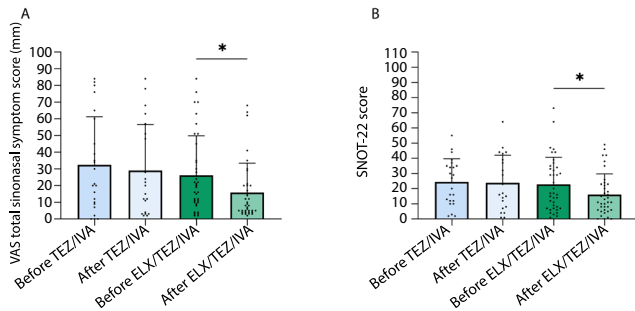 A
VAS total sinonasal symptom score (mm)
100
90
80
70
60
50
40
30
20
10
0
*
Before TEZ/IVA
After TEZ/IVA
Before ELX/TEZ/IVA
After ELX/TEZ/IVA
B
SNOT-22 score
110
100
90
80
70
60
50
40
30
20
10
0
*
Before TEZ/IVA
After TEZ/IVA
Before ELX/TEZ/IVA
After ELX/TEZ/IVA